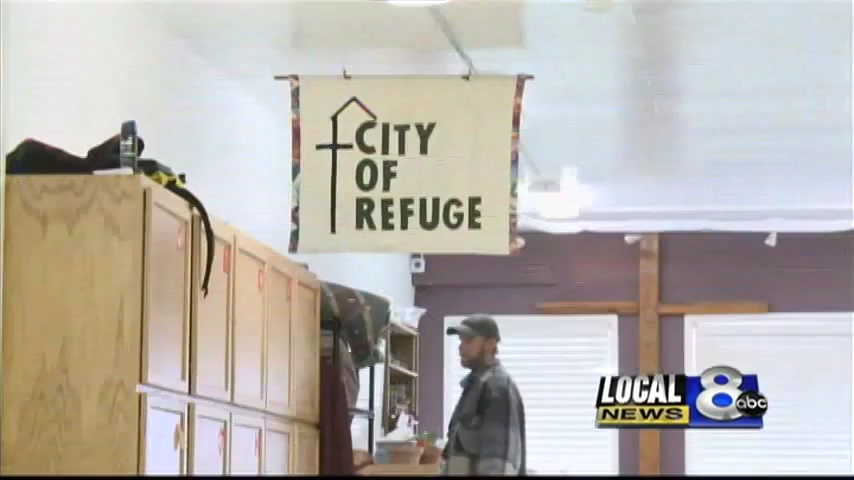 CITY
OF
REFUGE
LOCAL
NEWS
8
abc